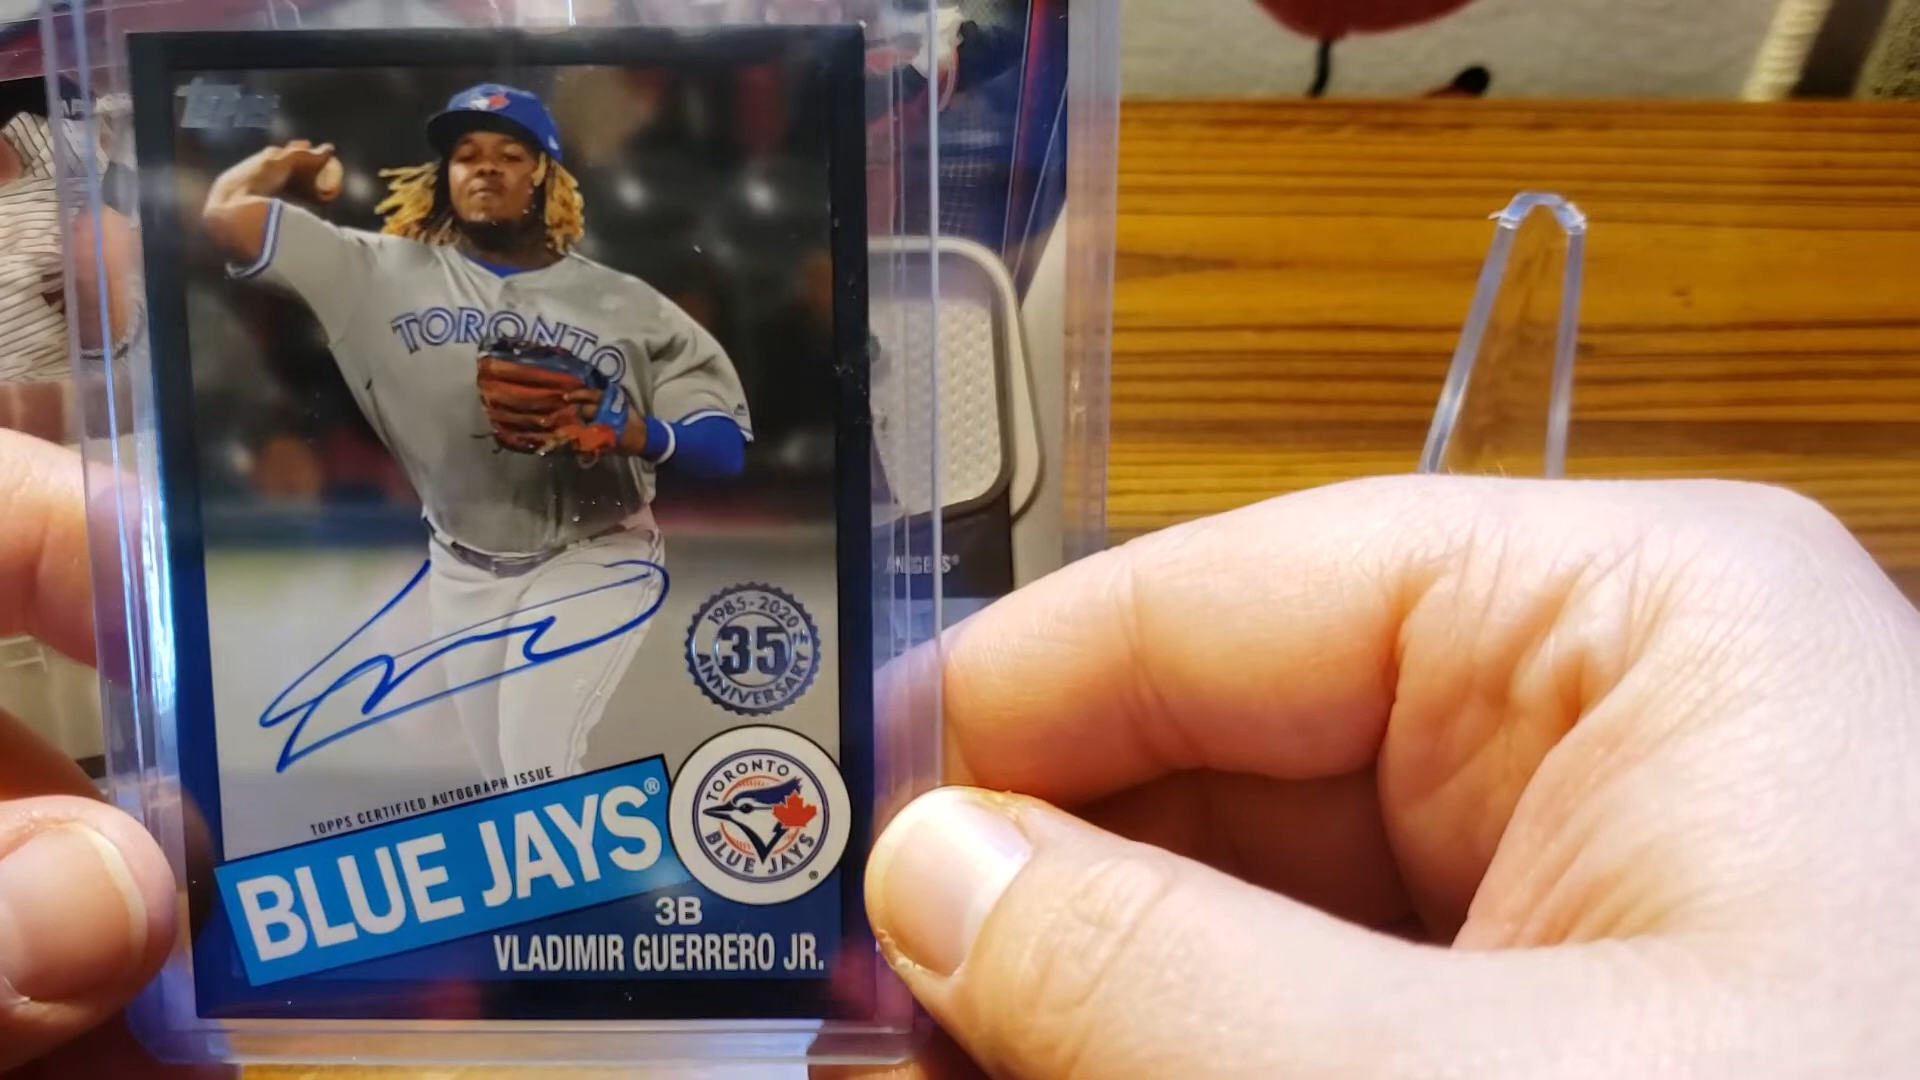 Topps
TORONTO
1985-2020
35th
ANNIVERSARY
TOPPS CERTIFIED AUTOGRAPH ISSUE
BLUE JAYS®
TORONTO
BLUE JAYS
®
3B
VLADIMIR GUERRERO JR.
ANGELS®